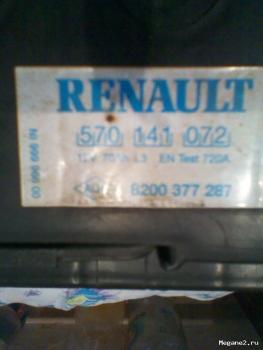 RENAULT
570 141 072
12V 70Ah L3 EN Test 720A
8200 377 287
Megane2.ru